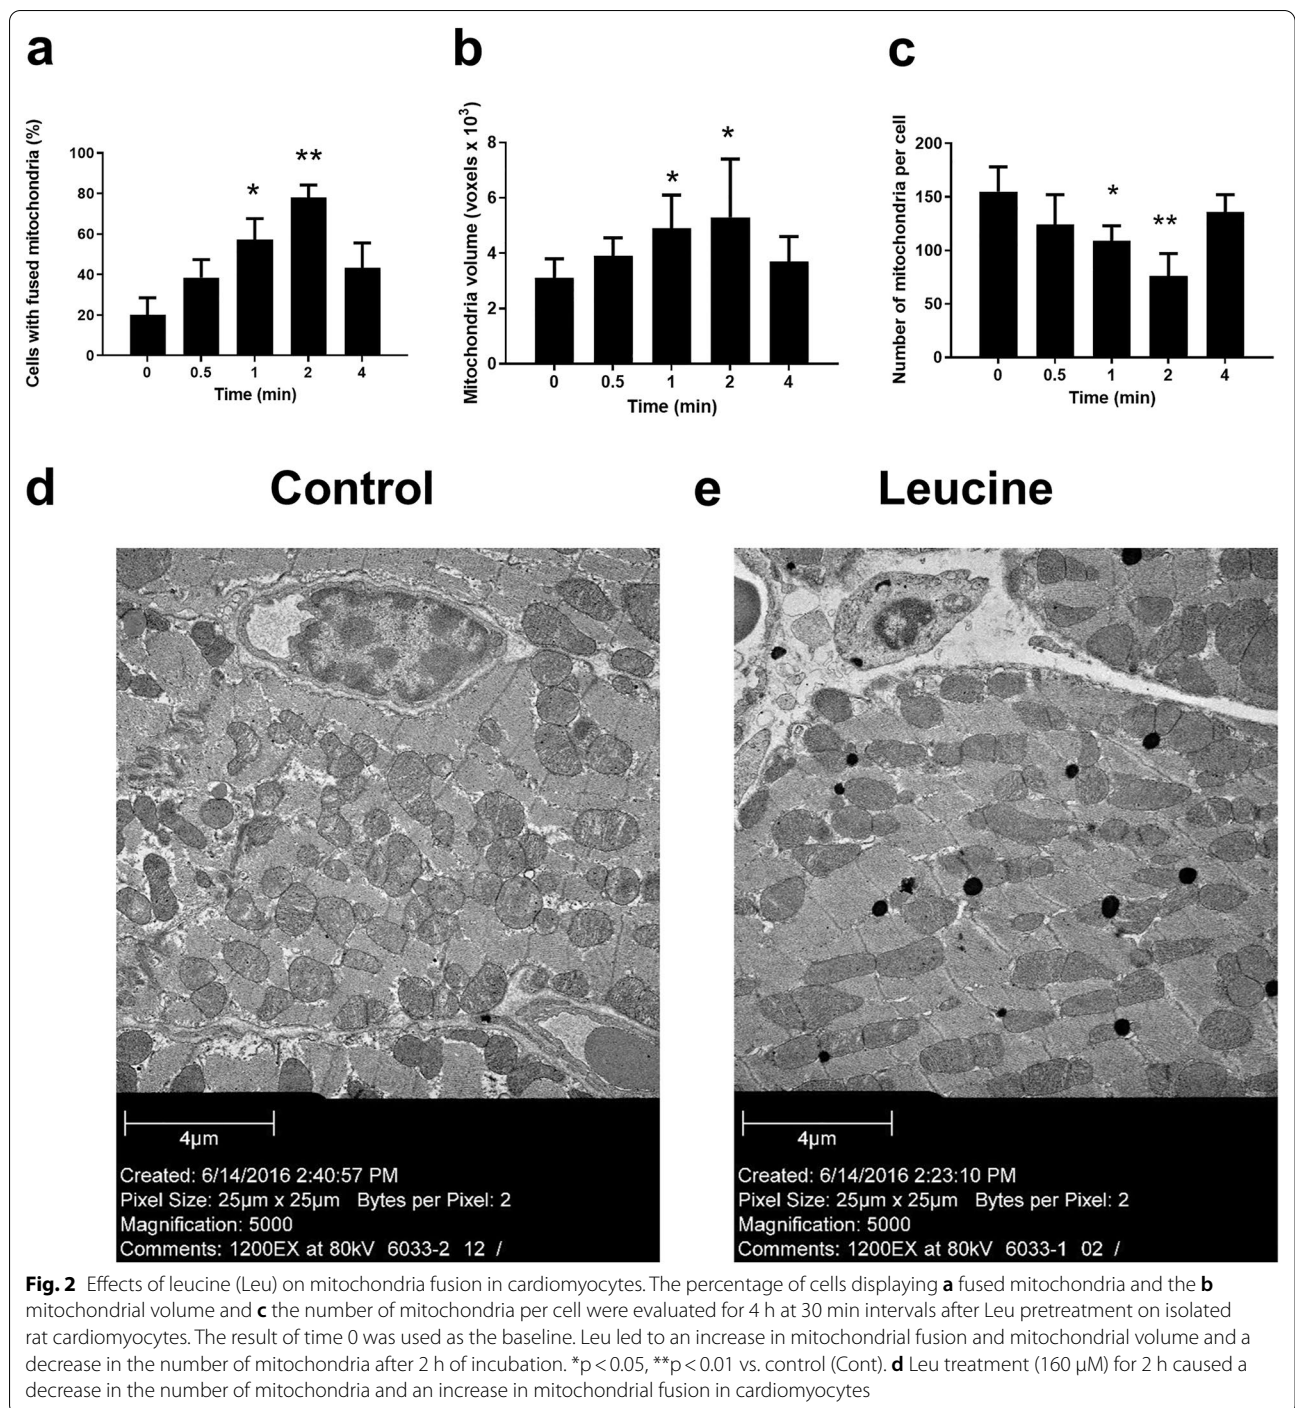 a
b
c
Cells with fused mitochondria (%)
100
80
60
40
20
0
*
**
0 0.5 1 2 4
Time (min)
Mitochondria volume (voxels x 10³)
8
6
4
2
0
*
*
0 0.5 1 2 4
Time (min)
Number of mitochondria per cell
200
150
100
50
0
*
**
0 0.5 1 2 4
Time (min)
d Control
e Leucine
4µm
Created: 6/14/2016 2:40:57 PM
Pixel Size: 25µm x 25µm Bytes per Pixel: 2
Magnification: 5000
Comments: 1200EX at 80kV 6033-2 12 /
4µm
Created: 6/14/2016 2:23:10 PM
Pixel Size: 25µm x 25µm Bytes per Pixel: 2
Magnification: 5000
Comments: 1200EX at 80kV 6033-1 02 /
Fig. 2 Effects of leucine (Leu) on mitochondria fusion in cardiomyocytes. The percentage of cells displaying a fused mitochondria and the b
mitochondrial volume and c the number of mitochondria per cell were evaluated for 4 h at 30 min intervals after Leu pretreatment on isolated
rat cardiomyocytes. The result of time 0 was used as the baseline. Leu led to an increase in mitochondrial fusion and mitochondrial volume and a
decrease in the number of mitochondria after 2 h of incubation. *p < 0.05, **p < 0.01 vs. control (Cont). d Leu treatment (160 µM) for 2 h caused a
decrease in the number of mitochondria and an increase in mitochondrial fusion in cardiomyocytes